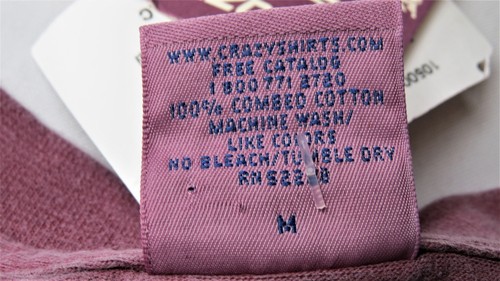 WWW.CRAZYSHIRTS.COM
FREE CATALOG
1 800 771 2720
100% COMBED COTTON
MACHINE WASH/
LIKE COLORS
NO BLEACH/TUMBLE DRY
M